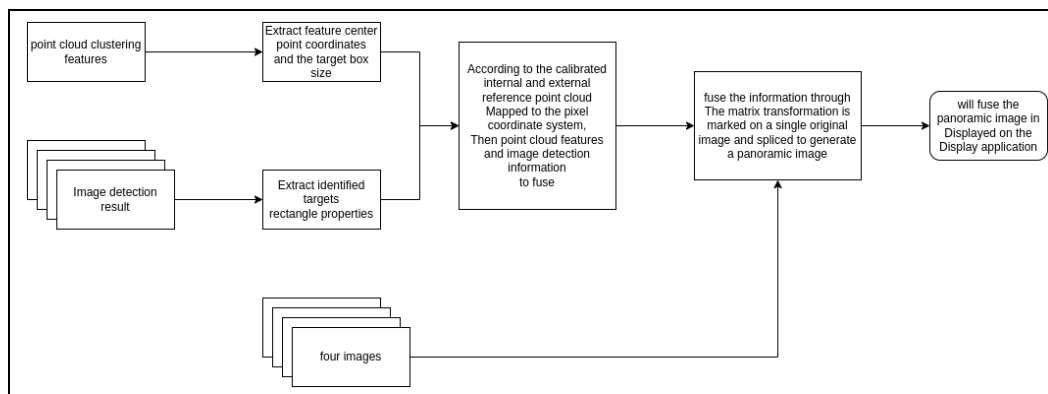 point cloud clustering
features
Extract feature center
point coordinates
and the target box
size
Image detection
result
Extract identified
targets
rectangle properties
According to the calibrated
internal and external
reference point cloud
Mapped to the pixel
coordinate system,
Then point cloud features
and image detection
information
to fuse
fuse the information through
The matrix transformation is
marked on a single original
image and spliced to generate
a panoramic image
will fuse the
panoramic image in
Displayed on the
Display application
four images